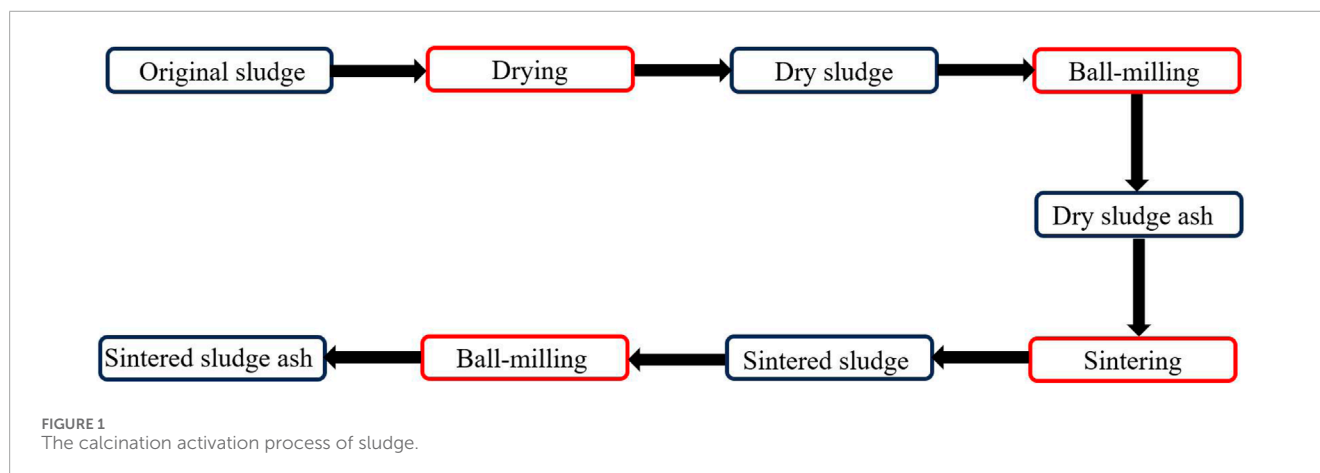 Original sludge
Drying
Dry sludge
Ball-milling
Dry sludge ash
Sintering
Sintered sludge
Ball-milling
Sintered sludge ash
FIGURE 1
The calcination activation process of sludge.